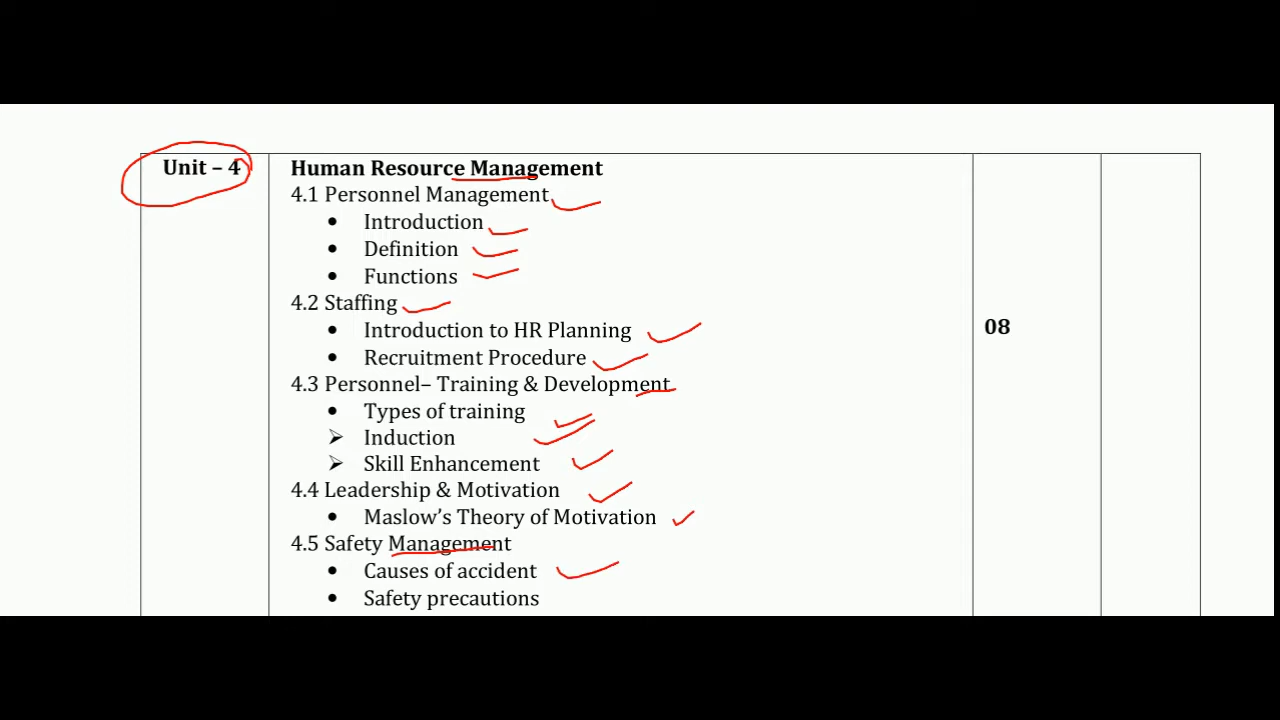 Unit – 4
Human Resource Management
4.1 Personnel Management
• Introduction
• Definition
• Functions
4.2 Staffing
• Introduction to HR Planning
• Recruitment Procedure
08
4.3 Personnel– Training & Development
• Types of training
➢ Induction
➢ Skill Enhancement
4.4 Leadership & Motivation
• Maslow’s Theory of Motivation
4.5 Safety Management
• Causes of accident
• Safety precautions